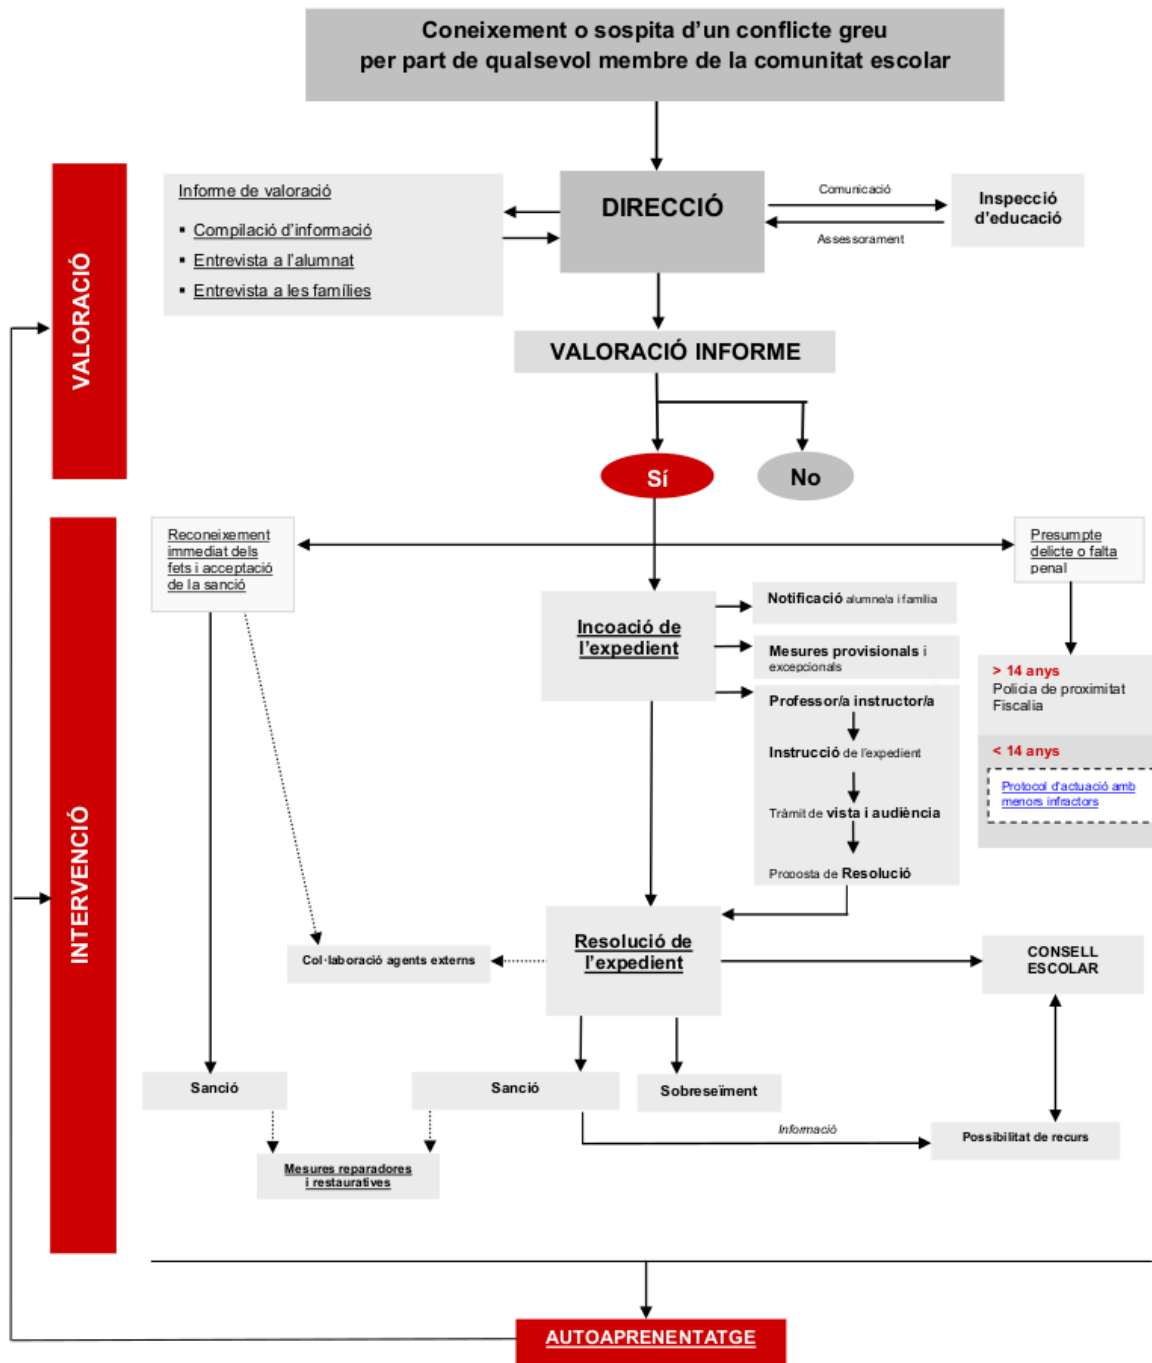 Coneixement o sospita d'un conflicte greu
per part de qualsevol membre de la comunitat escolar
VALORACIÓ
Informe de valoració
▪ Compilació d'informació
▪ Entrevista a l'alumnat
▪ Entrevista a les famílies
DIRECCIÓ
Comunicació
Assessorament
Inspecció
d'educació
VALORACIÓ INFORME
Sí
No
INTERVENCIÓ
Reconeixement
immediat dels
fets i acceptació
de la sanció
Presumpte
delicte o falta
penal
Incoació de
l'expedient
Notificació alumne/a i família
Mesures provisionals i
excepcionals
Professor/a instructor/a
Instrucció de l'expedient
Tràmit de vista i audiència
Proposta de Resolució
> 14 anys
Policia de proximitat
Fiscalia
< 14 anys
Protocol d'actuació amb
menors infractors
Col·laboració agents externs
Resolució de
l'expedient
CONSELL
ESCOLAR
Sanció
Sanció
Sobreseïment
Informació
Possibilitat de recurs
Mesures reparadores
i restauratives
AUTOAPRENENTATGE